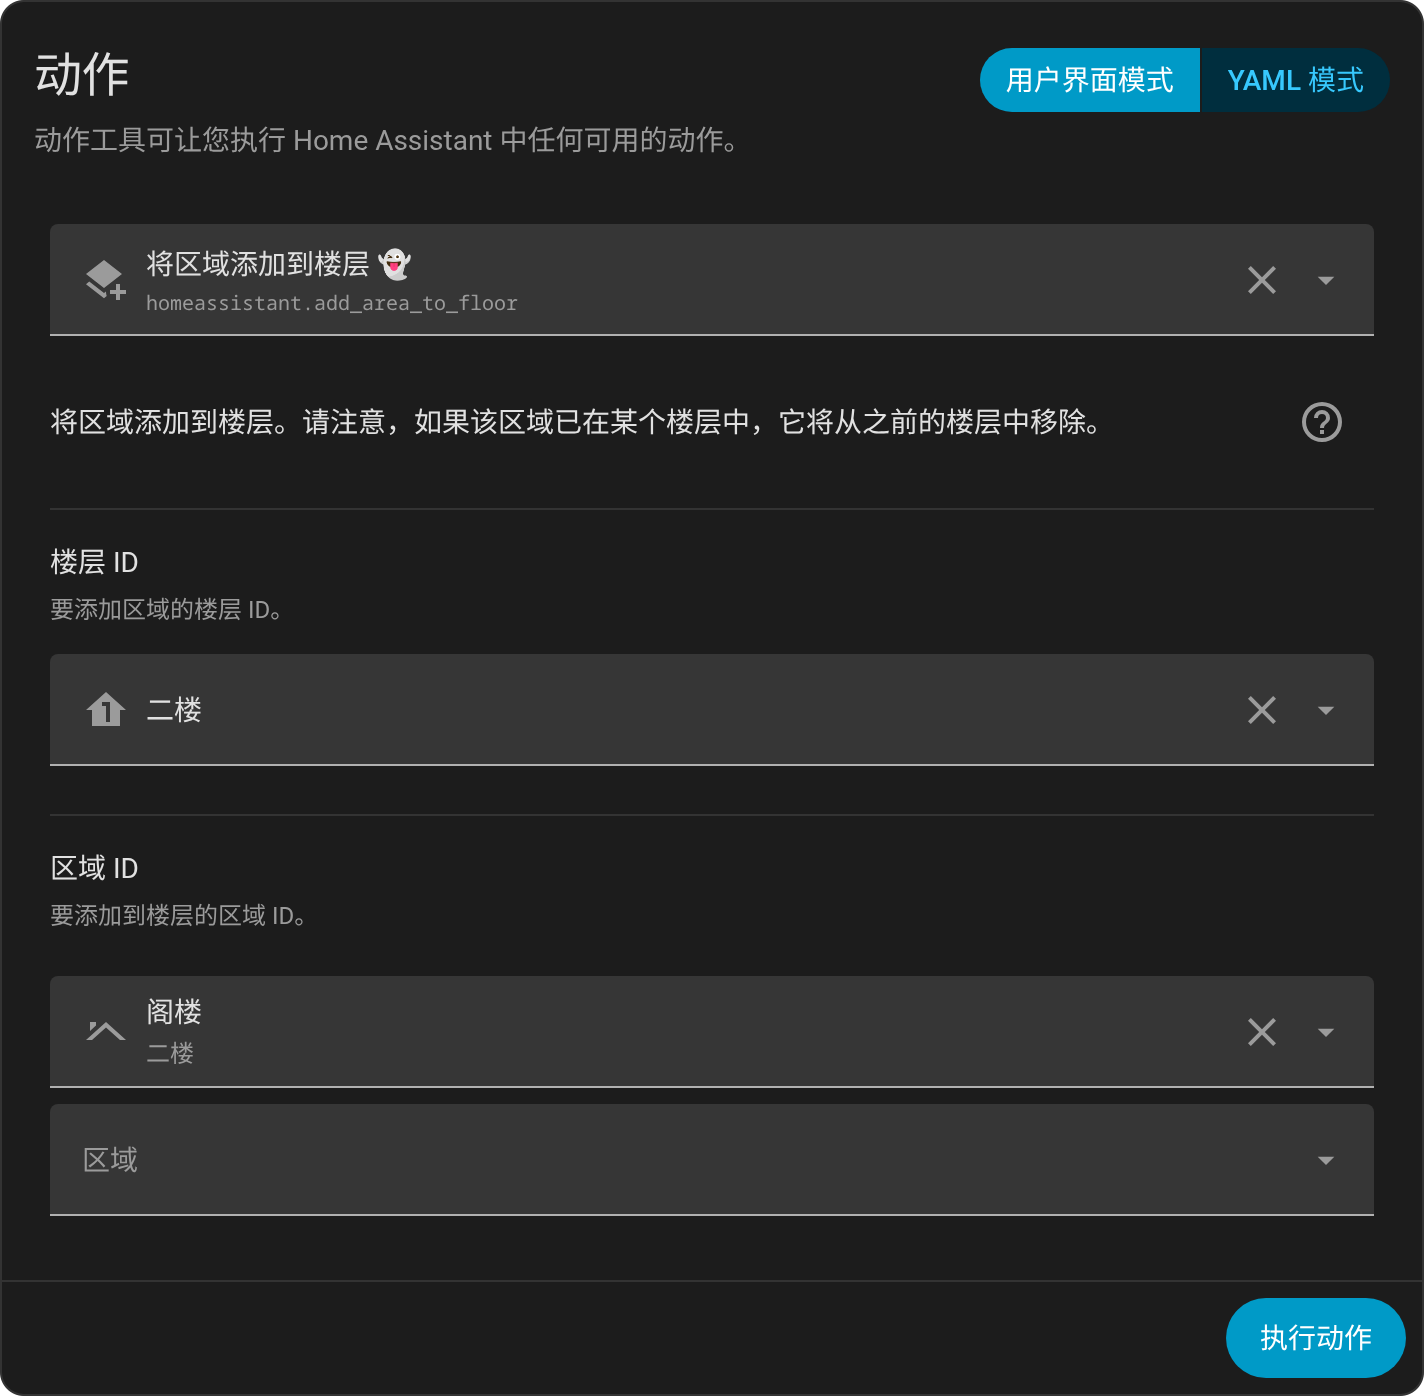 动作
用户界面模式
YAML 模式
动作工具可让您执行 Home Assistant 中任何可用的动作。
将区域添加到楼层 👻
homeassistant.add_area_to_floor
将区域添加到楼层。请注意，如果该区域已在某个楼层中，它将从之前的楼层中移除。
楼层 ID
要添加区域的楼层 ID。
1
二楼
区域 ID
要添加到楼层的区域 ID。
阁楼
二楼
区域
执行动作